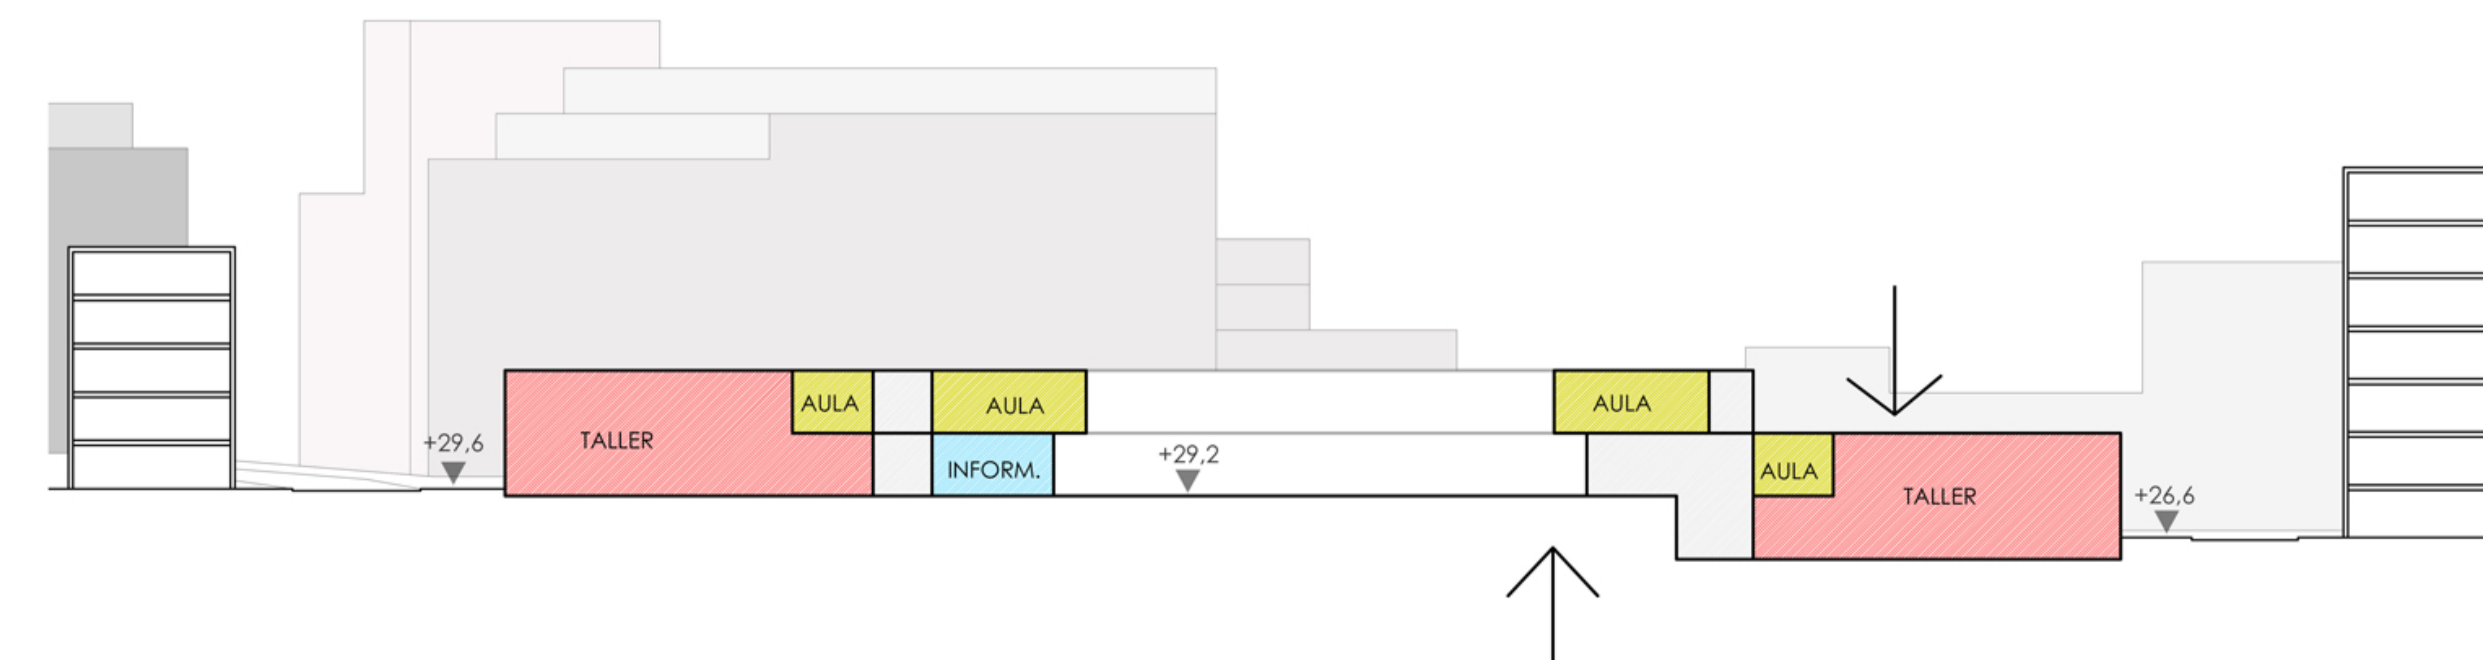 AULA
AULA
AULA
TALLER
+29,6
+29,2
INFORM.
AULA
TALLER
+26,6